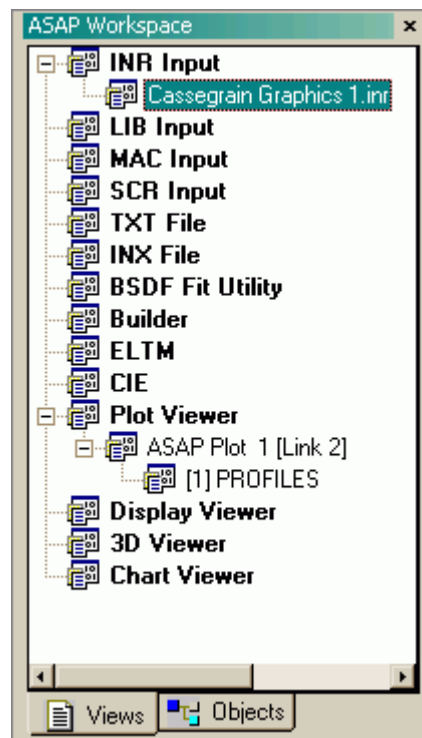 ASAP Workspace
INR Input
Cassegrain Graphics 1.inr
LIB Input
MAC Input
SCR Input
TXT File
INX File
BSDF Fit Utility
Builder
ELTM
CIE
Plot Viewer
ASAP Plot 1 [Link 2]
[1] PROFILES
Display Viewer
3D Viewer
Chart Viewer
Views Objects